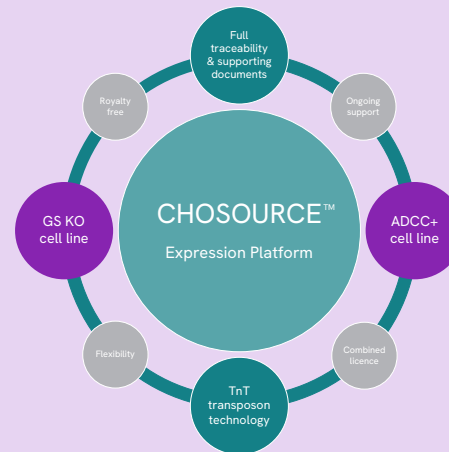 Full
traceability
& supporting
documents
Royalty
free
Ongoing
support
CHOSOURCE™
Expression Platform
GS KO
cell line
ADCC+
cell line
Flexibility
Combined
licence
TnT
transposon
technology